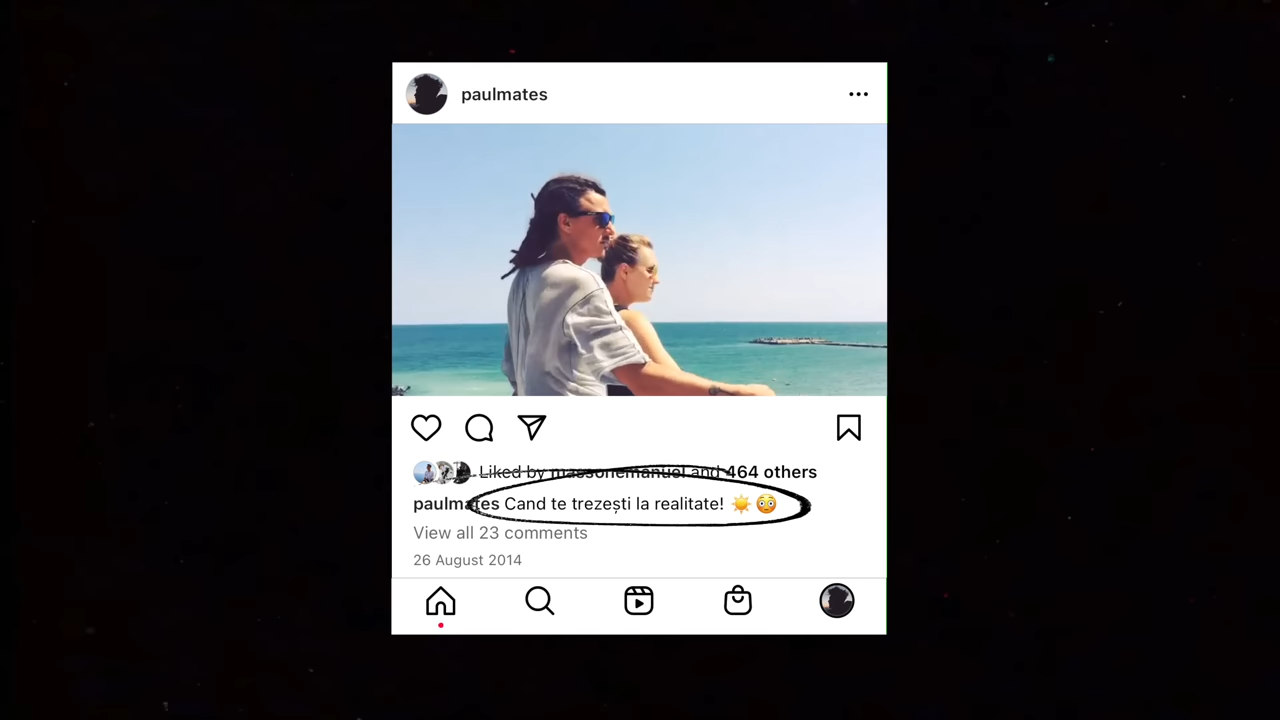 paulmates
Liked by massonemanuel and 464 others
paulmates Cand te trezești la realitate! ☀️😳
View all 23 comments
26 August 2014